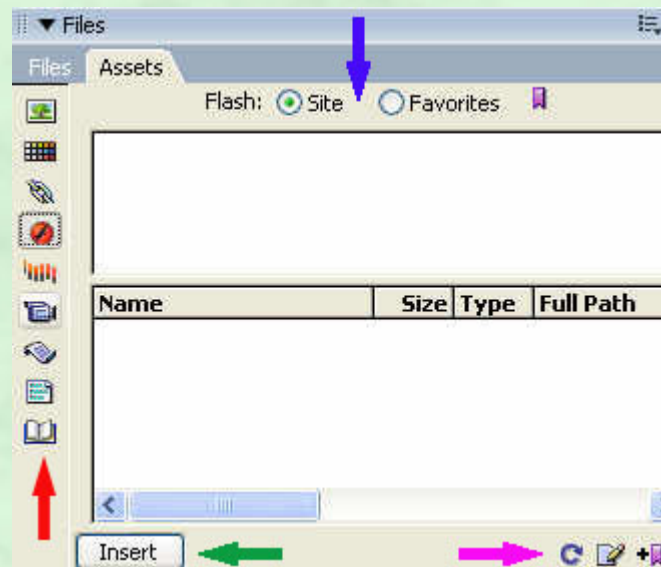 Files
Files Assets
Flash: Site Favorites
Name Size Type Full Path
Insert